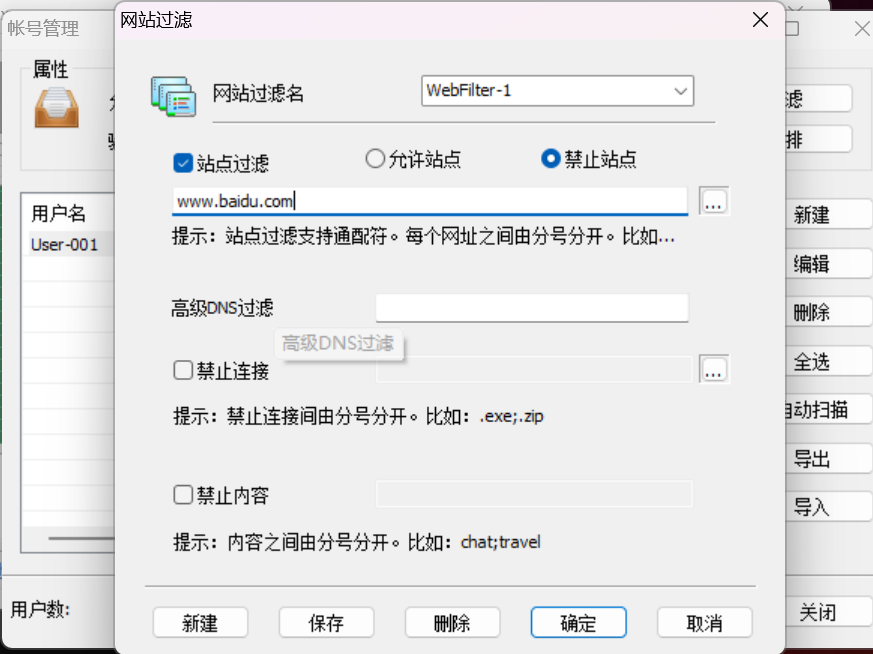 帐号管理
网站过滤
属性
网站过滤名
WebFilter-1
滤
排
站点过滤
允许站点
禁止站点
www.baidu.com
...
提示：站点过滤支持通配符。每个网址之间由分号分开。比如...
用户名
User-001
新建
编辑
删除
全选
自动扫描
导出
导入
高级DNS过滤
高级DNS过滤
禁止连接
...
提示：禁止连接间由分号分开。比如：.exe;.zip
禁止内容
提示：内容之间由分号分开。比如：chat;travel
用户数:
新建
保存
删除
确定
取消
关闭